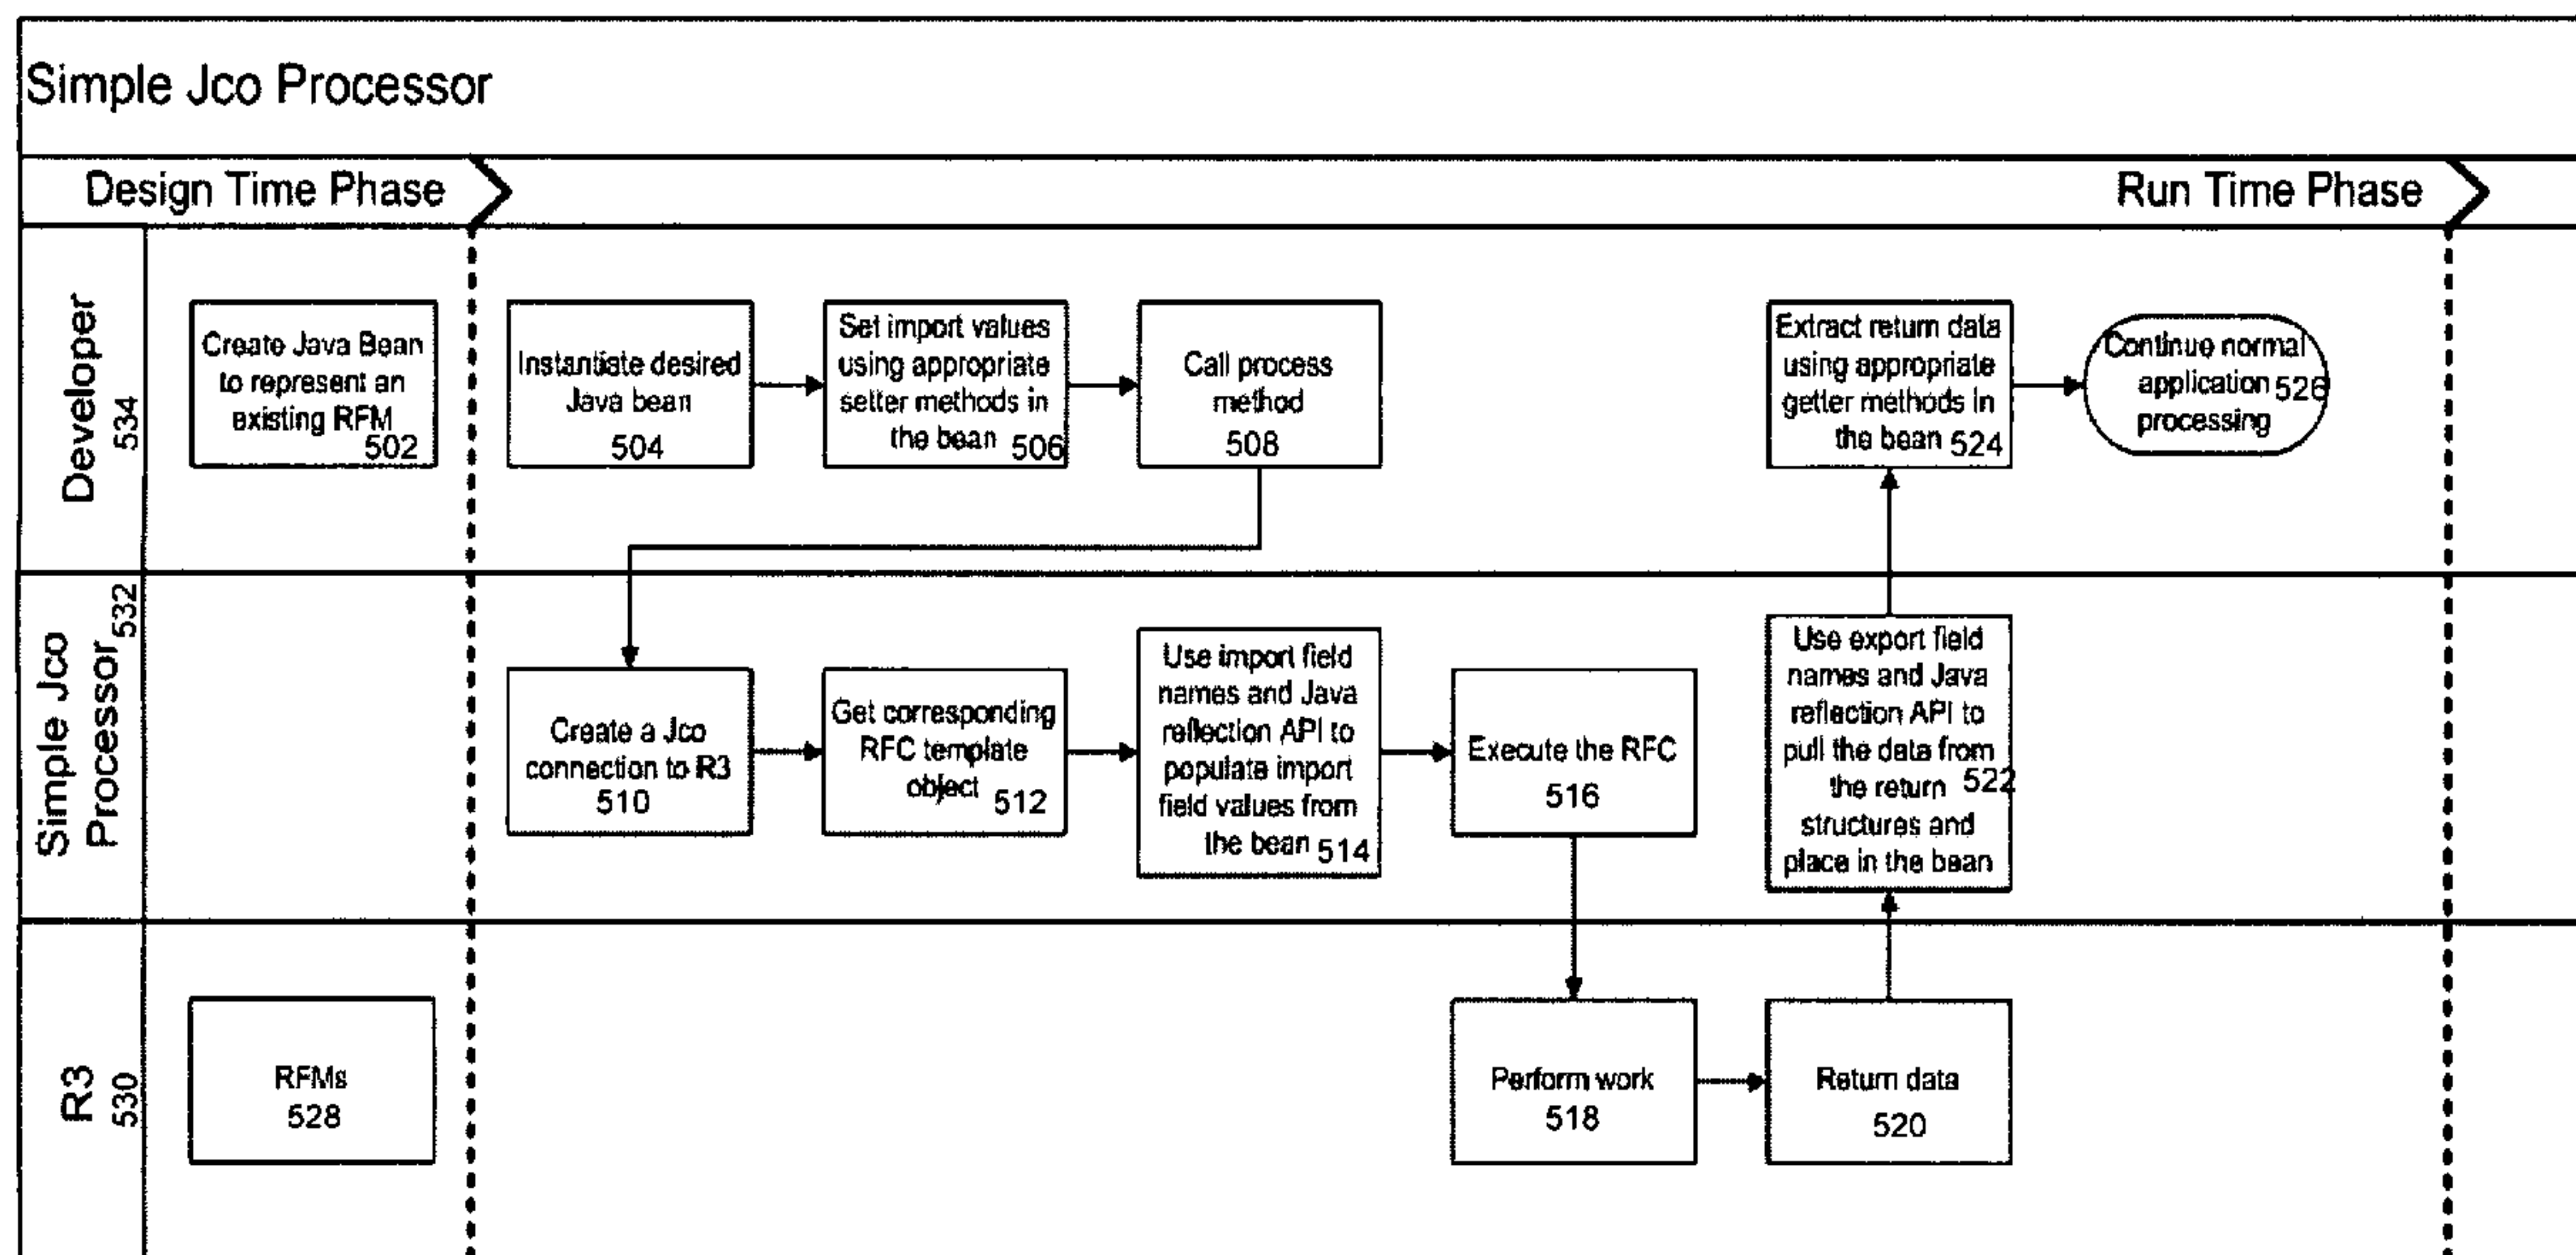 Simple Jco Processor
Design Time Phase
Run Time Phase
Developer
534
Create Java Bean
to represent an
existing RFM
502
Instantiate desired
Java bean
504
Set import values
using appropriate
setter methods in
the bean 506
Call process
method
508
Extract return data
using appropriate
getter methods in
the bean 524
Continue normal
application 526
processing
Simple Jco
Processor 532
Create a Jco
connection to R3
510
Get corresponding
RFC template
object 512
Use import field
names and Java
reflection API to
populate import
field values from
the bean 514
Execute the RFC
516
Use export field
names and Java
reflection API to
pull the data from
the return 522
structures and
place in the bean
R3
530
RFMs
528
Perform work
518
Return data
520